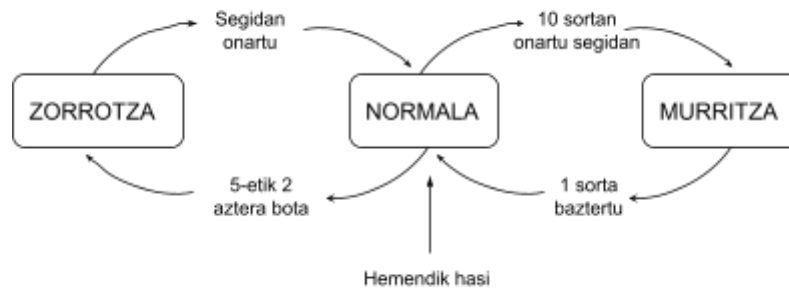 Segidan
onartu
10 sortan
onartu segidan
ZORROTZA
NORMALA
MURRITZA
5-etik 2
aztera bota
1 sorta
baztertu
Hemendik hasi